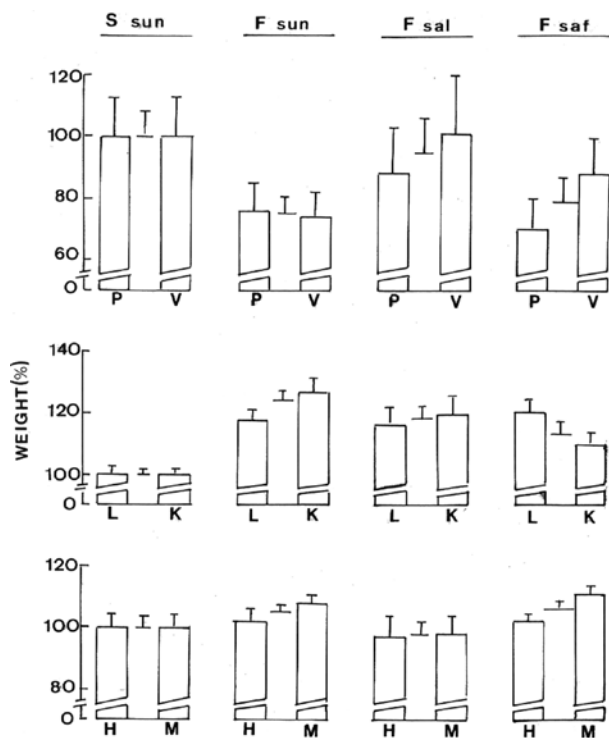 S sun F sun F sal F saf
120
100
80
60
0
P V P V P V P V
WEIGHT(%)
140
120
100
0
L K L K L K L K
120
100
80
0
H M H M H M H M